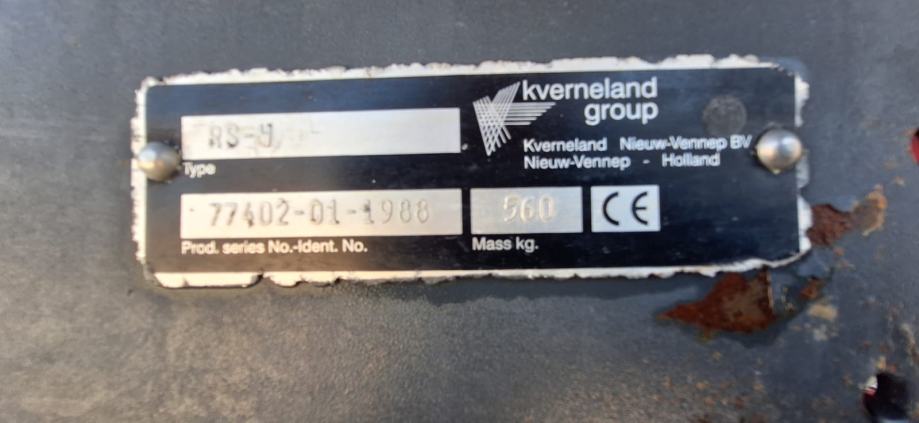 kverneland
group
RS-M
Kverneland Nieuw-Vennep BV
Nieuw-Vennep - Holland
Type
77402-01-1988
560
CE
Prod. series No.-Ident. No.
Mass kg.